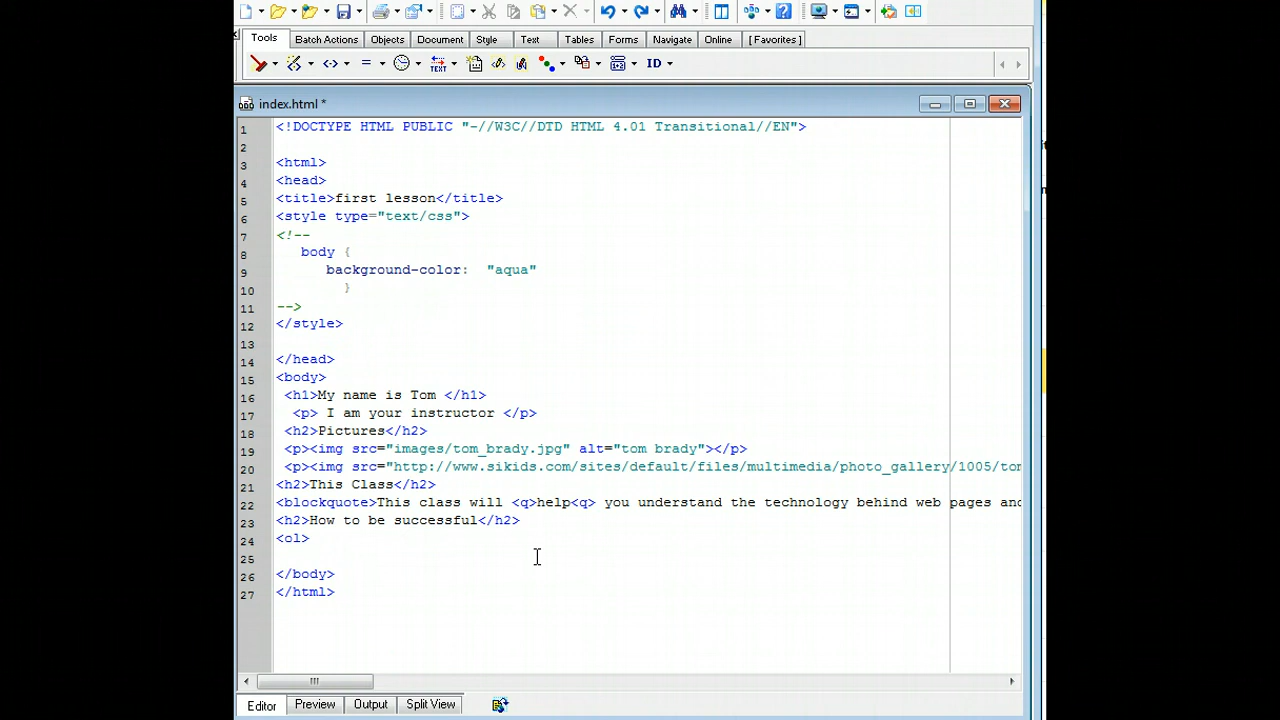 Tools Batch Actions Objects Document Style Text Tables Forms Navigate Online [Favorites]
ID
index.html *
1 <!DOCTYPE HTML PUBLIC "-//W3C//DTD HTML 4.01 Transitional//EN">
2
3 <html>
4 <head>
5 <title>first lesson</title>
6 <style type="text/css">
7 <!--
8 body {
9 background-color: "aqua"
10 }
11 -->
12 </style>
13
14 </head>
15 <body>
16 <h1>My name is Tom </h1>
17 <p> I am your instructor </p>
18 <h2>Pictures</h2>
19 <p><img src="images/tom_brady.jpg" alt="tom brady"></p>
20 <p><img src="http://www.sikids.com/sites/default/files/multimedia/photo_gallery/1005/tom
21 <h2>This Class</h2>
22 <blockquote>This class will <q>help<q> you understand the technology behind web pages and
23 <h2>How to be successful</h2>
24 <ol>
25
26 </body>
27 </html>
Editor Preview Output Split View